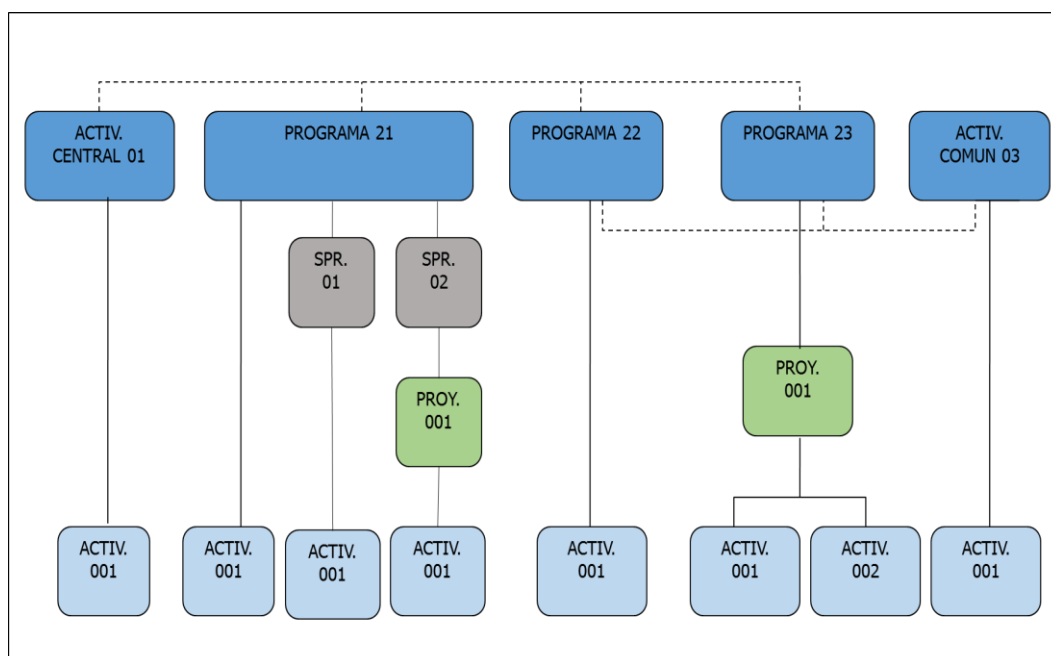 ACTIV.
CENTRAL 01
PROGRAMA 21
PROGRAMA 22
PROGRAMA 23
ACTIV.
COMUN 03
SPR.
01
SPR.
02
PROY.
001
PROY.
001
ACTIV.
001
ACTIV.
001
ACTIV.
001
ACTIV.
001
ACTIV.
001
ACTIV.
001
ACTIV.
002
ACTIV.
001